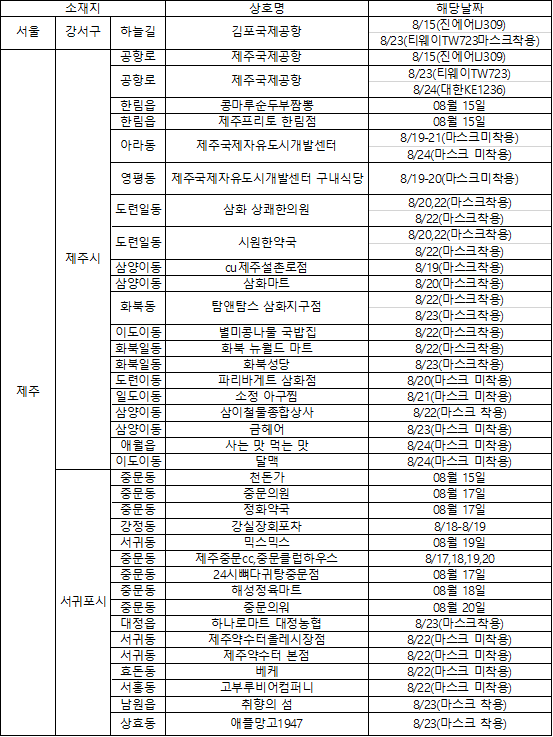 소재지 상호명 해당날짜
서울 강서구 하늘길 김포국제공항 8/15(진에어LJ309)
8/23(티웨이TW723마스크착용)
공항로 제주국제공항 8/15(진에어LJ309)
공항로 제주국제공항 8/23(티웨이TW723)
8/24(대한KE1236)
한림읍 콩마루순두부짬뽕 08월 15일
한림읍 제주프리토 한림점 08월 15일
아라동 제주국제자유도시개발센터 8/19-21(마스크미착용)
8/24(마스크 미착용)
영평동 제주국제자유도시개발센터 구내식당 8/19-20(마스크미착용)
도련일동 삼화 상쾌한의원 8/20,22(마스크착용)
8/22(마스크착용)
제주시
도련일동 시원한약국 8/20,22(마스크착용)
8/22(마스크착용)
삼양이동 cu제주설촌로점 8/19(마스크착용)
삼양이동 삼화마트 8/20(마스크착용)
화북동 탐앤탐스 삼화지구점 8/22(마스크착용)
8/23(마스크착용)
이도이동 별미콩나물 국밥집 8/22(마스크착용)
화북일동 화북 뉴월드 마트 8/22(마스크착용)
화북일동 화북성당 8/23(마스크착용)
제주
도련이동 파리바게트 삼화점 8/20(마스크 미착용)
일도이동 소정 아구찜 8/21(마스크 미착용)
삼양이동 삼이철물종합상사 8/22(마스크 착용)
삼양이동 금헤어 8/23(마스크 미착용)
애월읍 사는 맛 먹는 맛 8/24(마스크 미착용)
이도이동 달맥 8/24(마스크 미착용)
중문동 천돈가 08월 15일
중문동 중문의원 08월 17일
중문동 정화약국 08월 17일
강정동 강실장회포차 8/18-8/19
서귀동 믹스믹스 08월 19일
중문동 제주중문cc,중문클럽하우스 8/17,18,19,20
중문동 24시뼈다귀탕중문점 08월 17일
중문동 해성정육마트 08월 18일
서귀포시
중문동 중문의워 08월 20일
대정읍 하나로마트 대정농협 8/23(마스크착용)
서귀동 제주약수터올레시장점 8/22(마스크 미착용)
서귀동 제주약수터 본점 8/22(마스크 미착용)
효돈동 베케 8/22(마스크 미착용)
서홍동 고부루비어컴퍼니 8/22(마스크 미착용)
남원읍 취향의 섬 8/23(마스크 착용)
상효동 애플망고1947 8/23(마스크 착용)